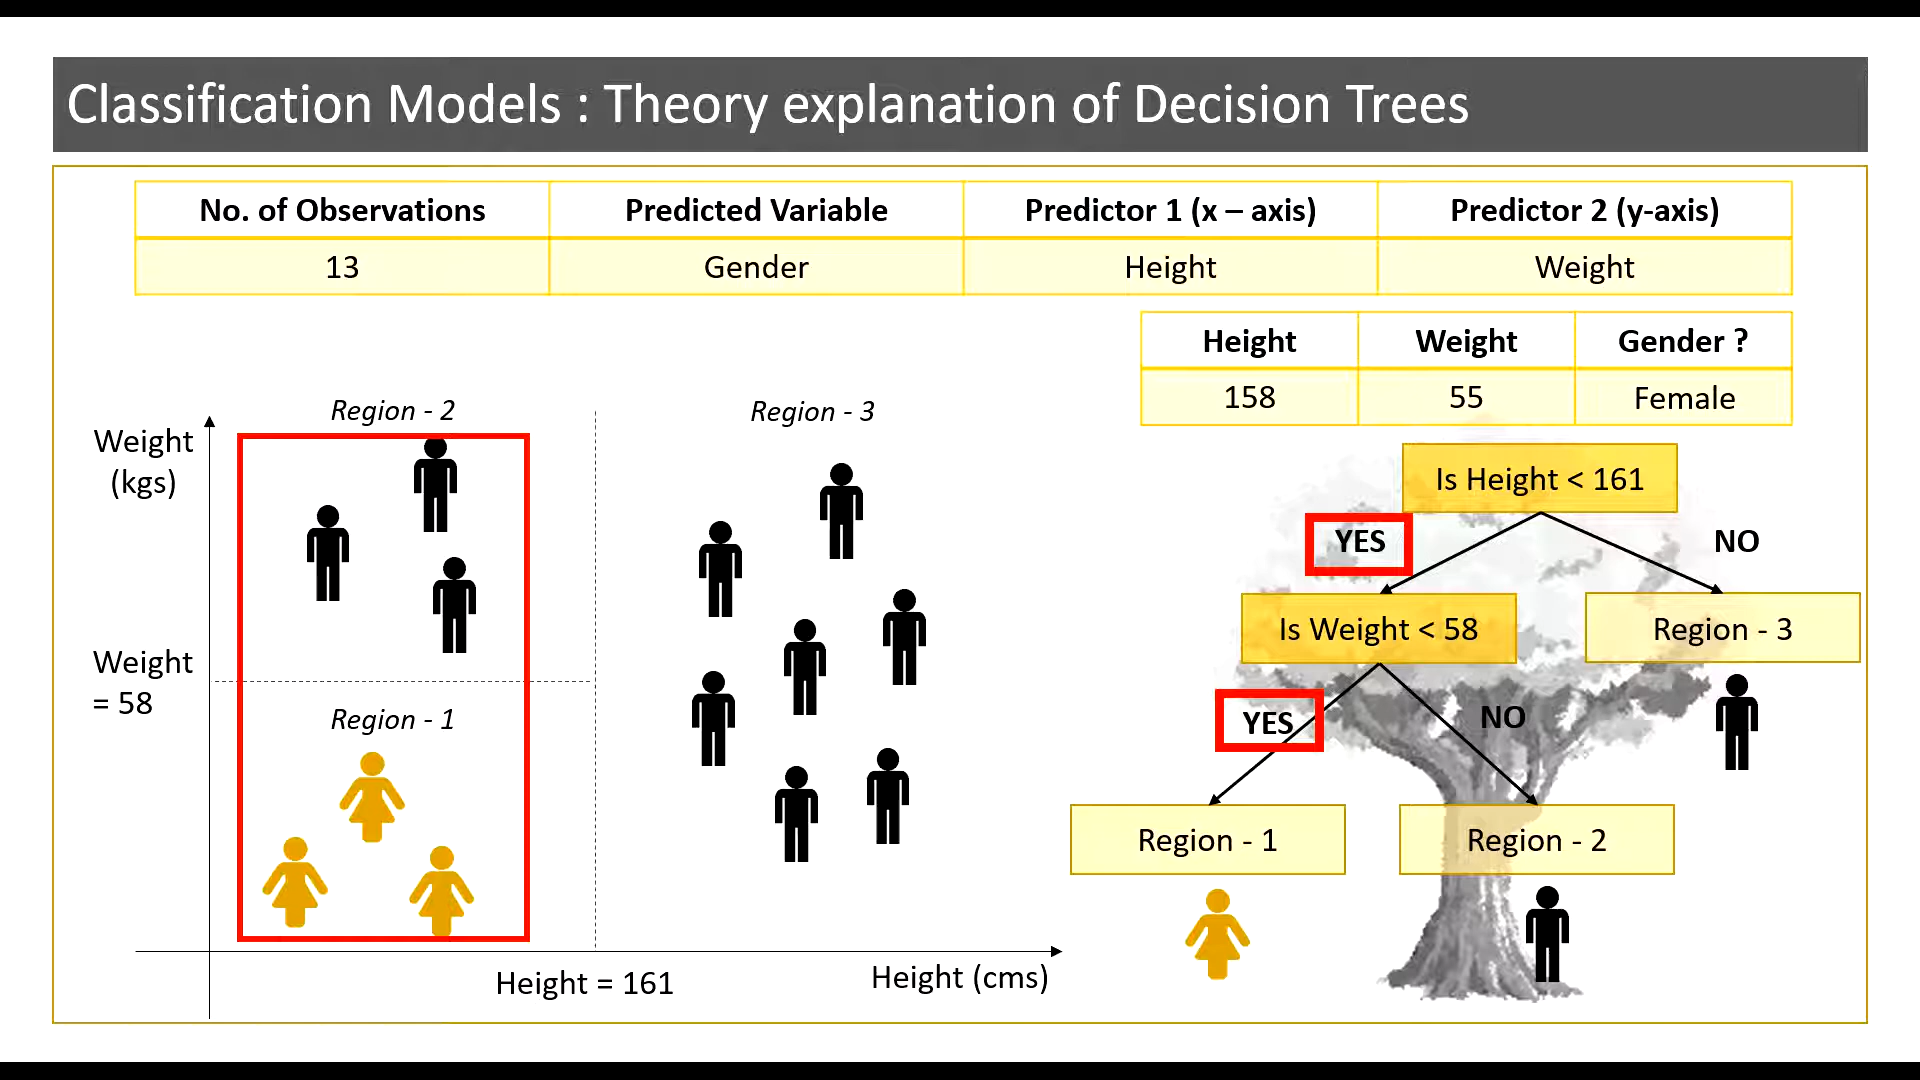 Classification Models : Theory explanation of Decision Trees
No. of Observations Predicted Variable Predictor 1 (x – axis) Predictor 2 (y-axis)
13 Gender Height Weight
Height Weight Gender ?
158 55 Female
Region - 2 Region - 3
Weight
(kgs)
Weight
= 58
Region - 1
Height = 161
Height (cms)
Is Height < 161
YES NO
Is Weight < 58 Region - 3
YES NO
Region - 1 Region - 2